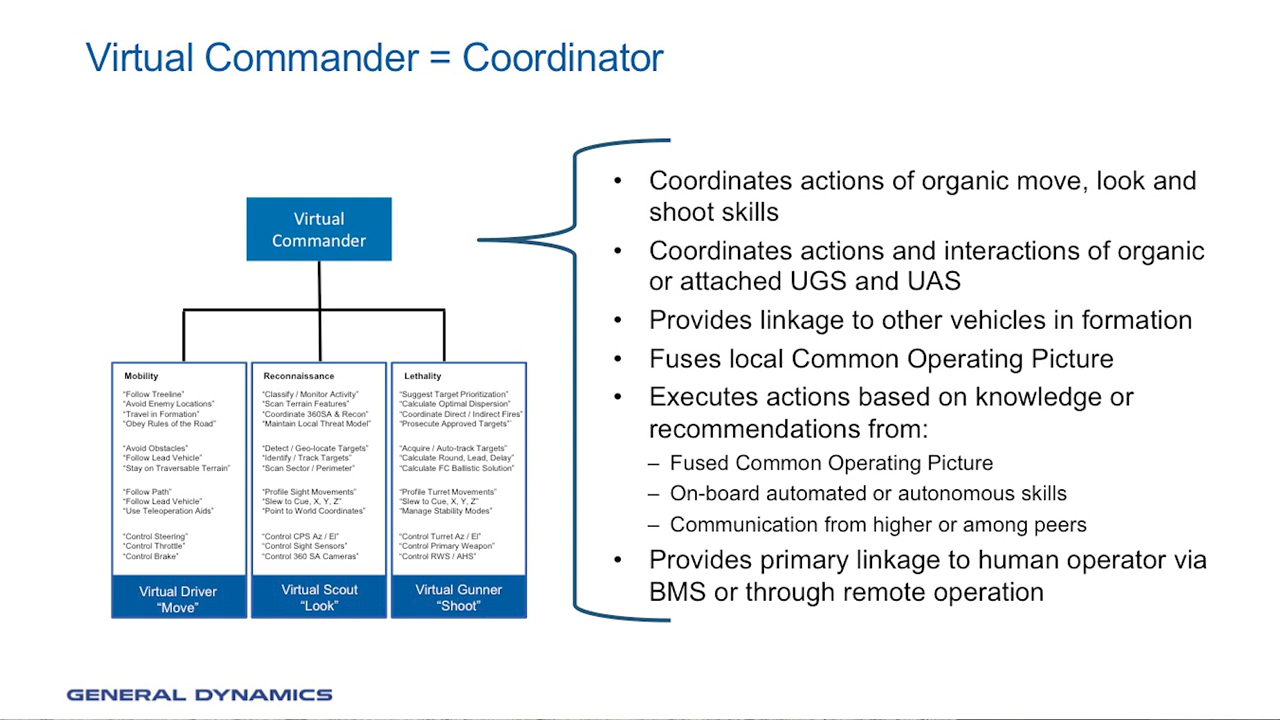 Virtual Commander = Coordinator
Virtual
Commander
Mobility
"Follow Treeline"
"Avoid Enemy Locations"
"Travel in Formation"
"Obey Rules of the Road"
"Avoid Obstacles"
"Follow Lead Vehicle"
"Stay on Traversable Terrain"
"Follow Path"
"Follow Lead Vehicle"
"Use Teleoperation Aids"
"Control Steering"
"Control Throttle"
"Control Brake"
Virtual Driver
"Move"
Reconnaissance
"Classify / Monitor Activity"
"Scan Terrain Features"
"Coordinate 360SA & Recon"
"Maintain Local Threat Model"
"Detect / Geo-locate Targets"
"Identify / Track Targets"
"Scan Sector / Perimeter"
"Profile Sight Movements"
"Slew to Cue, X, Y, Z"
"Point to World Coordinates"
"Control CPS Az / El"
"Control Sight Sensors"
"Control 360 SA Cameras"
Virtual Scout
"Look"
Lethality
"Suggest Target Prioritization"
"Calculate Optimal Dispersion"
"Coordinate Direct / Indirect Fires"
"Prosecute Approved Targets"
"Acquire / Auto-track Targets"
"Calculate Round, Lead, Delay"
"Calculate FC Ballistic Solution"
"Profile Turret Movements"
"Slew to Cue, X, Y, Z"
"Manage Stability Modes"
"Control Turret Az / El"
"Control Primary Weapon"
"Control RWS / AHS"
Virtual Gunner
"Shoot"
• Coordinates actions of organic move, look and
shoot skills
• Coordinates actions and interactions of organic
or attached UGS and UAS
• Provides linkage to other vehicles in formation
• Fuses local Common Operating Picture
• Executes actions based on knowledge or
recommendations from:
– Fused Common Operating Picture
– On-board automated or autonomous skills
– Communication from higher or among peers
• Provides primary linkage to human operator via
BMS or through remote operation
GENERAL DYNAMICS